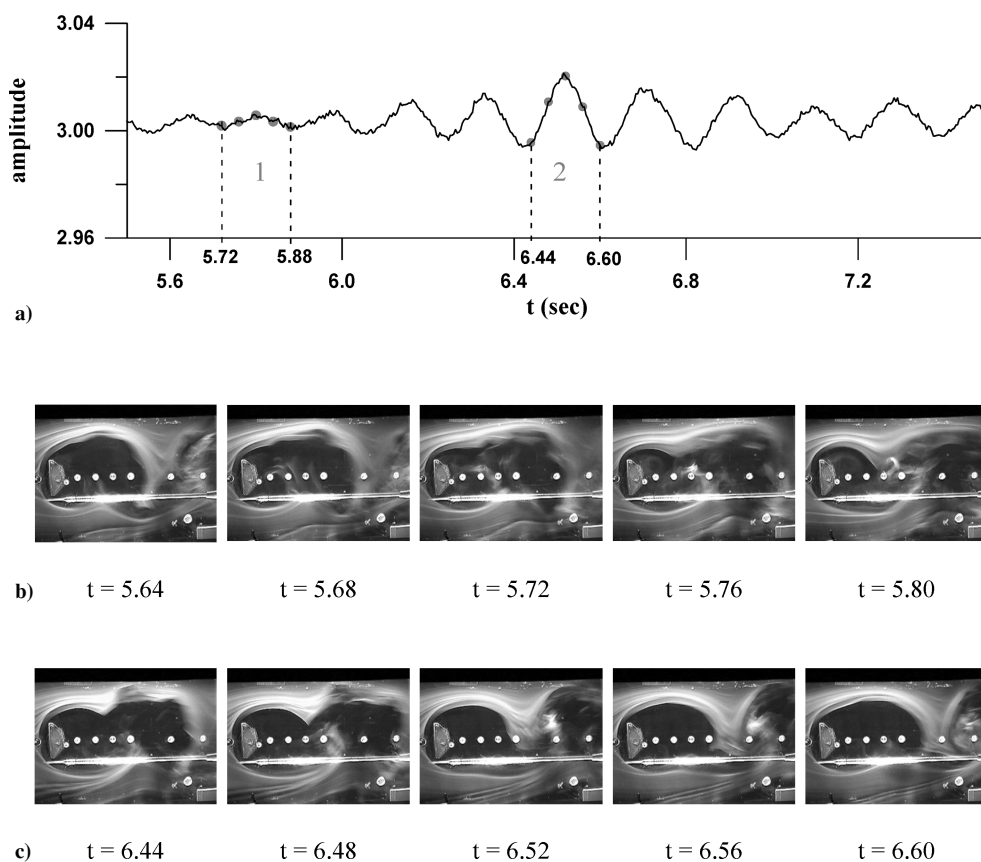 3.04
3.00
2.96
amplitude
1
2
5.72
5.88
6.44
6.60
5.6
6.0
6.4
6.8
7.2
t (sec)
a)
b)
t = 5.64
t = 5.68
t = 5.72
t = 5.76
t = 5.80
c)
t = 6.44
t = 6.48
t = 6.52
t = 6.56
t = 6.60